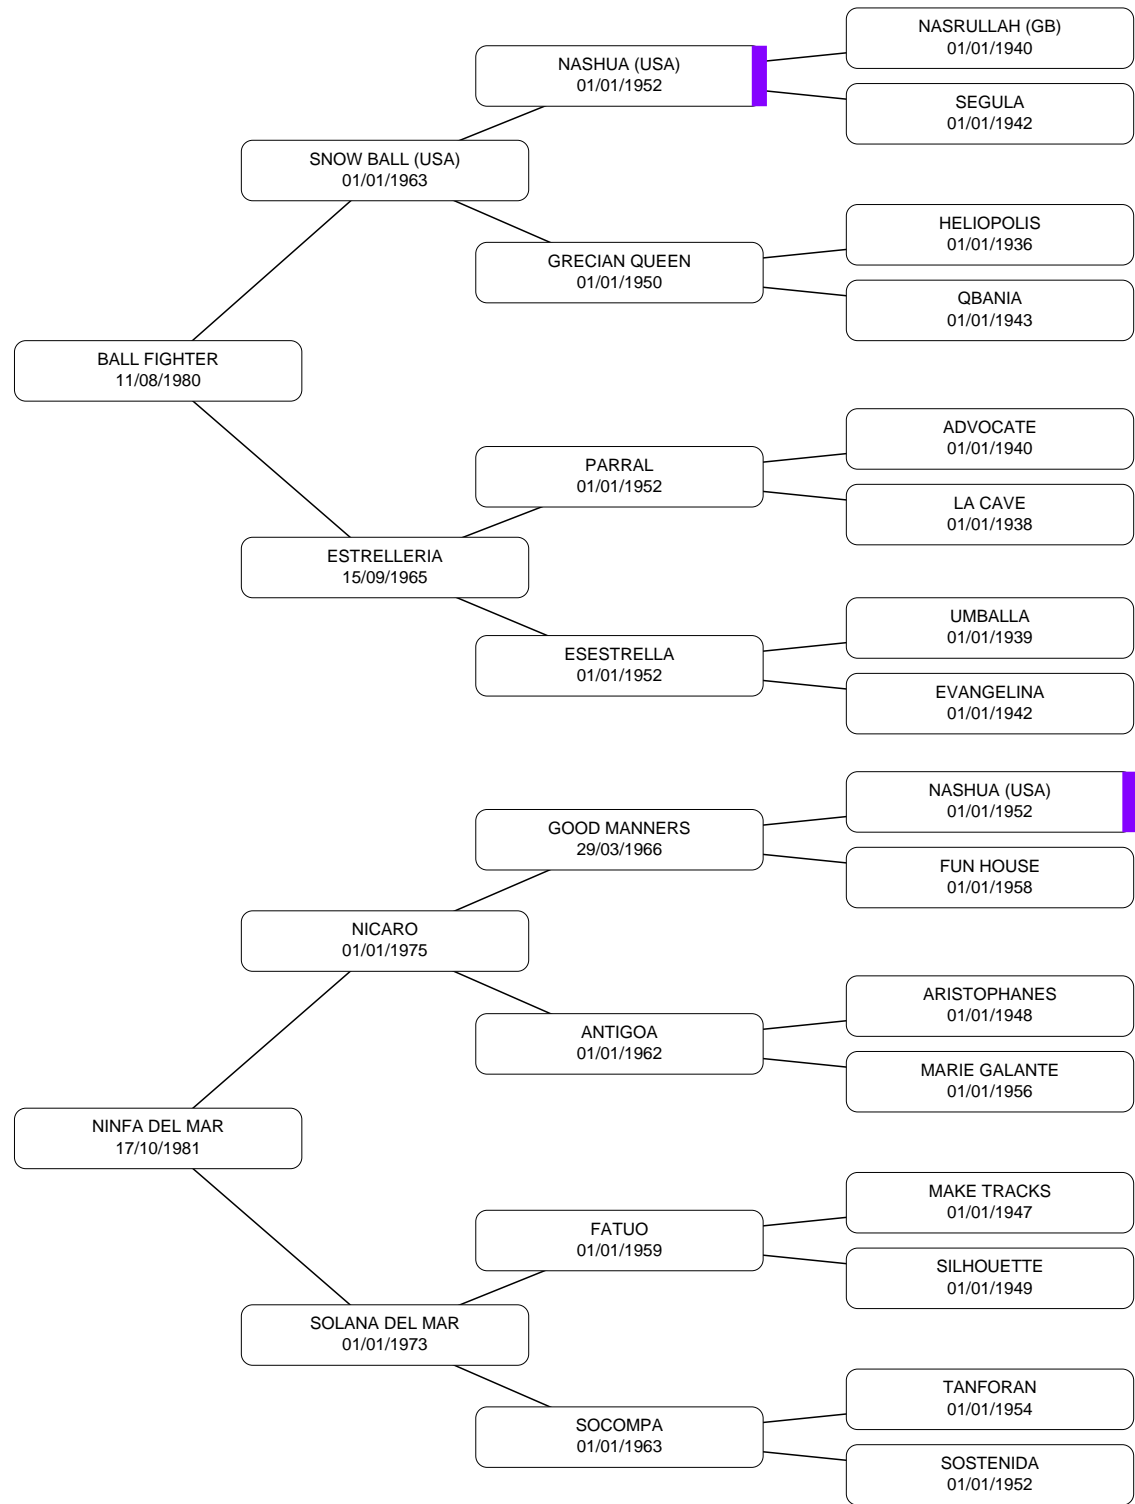 NASRULLAH (GB)
01/01/1940
NASHUA (USA)
01/01/1952
SEGULA
01/01/1942
SNOW BALL (USA)
01/01/1963
HELIOPOLIS
01/01/1936
GRECIAN QUEEN
01/01/1950
QBANIA
01/01/1943
BALL FIGHTER
11/08/1980
ADVOCATE
01/01/1940
PARRAL
01/01/1952
LA CAVE
01/01/1938
ESTRELLERIA
15/09/1965
UMBALLA
01/01/1939
ESESTRELLA
01/01/1952
EVANGELINA
01/01/1942
NASHUA (USA)
01/01/1952
GOOD MANNERS
29/03/1966
FUN HOUSE
01/01/1958
NICARO
01/01/1975
ARISTOPHANES
01/01/1948
ANTIGOA
01/01/1962
MARIE GALANTE
01/01/1956
NINFA DEL MAR
17/10/1981
MAKE TRACKS
01/01/1947
FATUO
01/01/1959
SILHOUETTE
01/01/1949
SOLANA DEL MAR
01/01/1973
TANFORAN
01/01/1954
SOCOMPA
01/01/1963
SOSTENIDA
01/01/1952